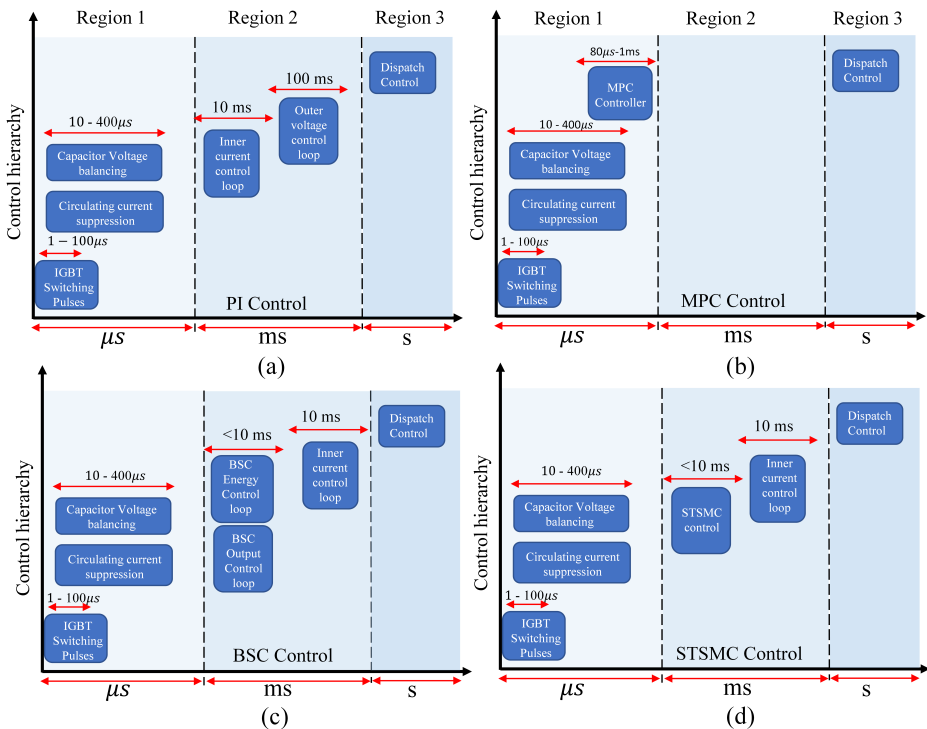 Region 1
Region 2
Region 3
Control hierarchy
Dispatch
Control
100 ms
10 ms
Outer
voltage
control
loop
Inner
current control
loop
10 - 400μs
Capacitor Voltage
balancing
Circulating current
suppression
1 − 100μs
IGBT
Switching
Pulses
PI Control
μs
ms
s
(a)
Region 1
Region 2
Region 3
Control hierarchy
80μs-1ms
Dispatch
Control
MPC
Controller
10 - 400μs
Capacitor Voltage
balancing
Circulating current
suppression
1 - 100μs
IGBT
Switching
Pulses
MPC Control
μs
ms
s
(b)
Control hierarchy
Dispatch
Control
10 ms
<10 ms
BSC
Energy
Control
loop
Inner
current control
loop
10 - 400μs
Capacitor Voltage
balancing
BSC
Output
Control
loop
Circulating current
suppression
1 - 100μs
IGBT
Switching
Pulses
BSC Control
μs
ms
s
(c)
Control hierarchy
Dispatch
Control
10 ms
<10 ms
Inner
current
control
loop
10 - 400μs
STSMC
control
Capacitor Voltage
balancing
Circulating current
suppression
1 - 100μs
IGBT
Switching
Pulses
STSMC Control
μs
ms
s
(d)